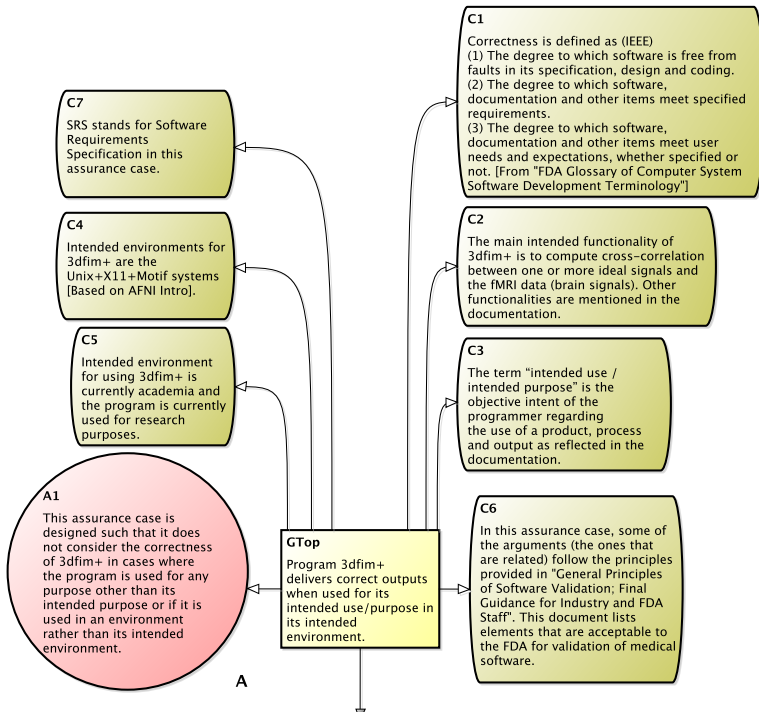 C1
Correctness is defined as (IEEE)
(1) The degree to which software is free from
faults in its specification, design and coding.
(2) The degree to which software,
documentation and other items meet specified
requirements.
(3) The degree to which software,
documentation and other items meet user
needs and expectations, whether specified or
not. [From "FDA Glossary of Computer System
Software Development Terminology"]
C7
SRS stands for Software
Requirements
Specification in this
assurance case.
C4
Intended environments for
3dfim+ are the
Unix+X11+Motif systems
[Based on AFNI Intro].
C2
The main intended functionality of
3dfim+ is to compute cross-correlation
between one or more ideal signals and
the fMRI data (brain signals). Other
functionalities are mentioned in the
documentation.
C5
Intended environment
for using 3dfim+ is
currently academia and
the program is currently
used for research
purposes.
C3
The term “intended use /
intended purpose” is the
objective intent of the
programmer regarding
the use of a product, process
and output as reflected in the
documentation.
A1
This assurance case is
designed such that it does
not consider the correctness
of 3dfim+ in cases where
the program is used for any
purpose other than its
intended purpose or if it is
used in an environment
rather than its intended
environment.
A
GTop
Program 3dfim+
delivers correct outputs
when used for its
intended use/purpose in
its intended
environment.
C6
In this assurance case, some of
the arguments (the ones that
are related) follow the principles
provided in "General Principles
of Software Validation; Final
Guidance for Industry and FDA
Staff". This document lists
elements that are acceptable to
the FDA for validation of medical
software.